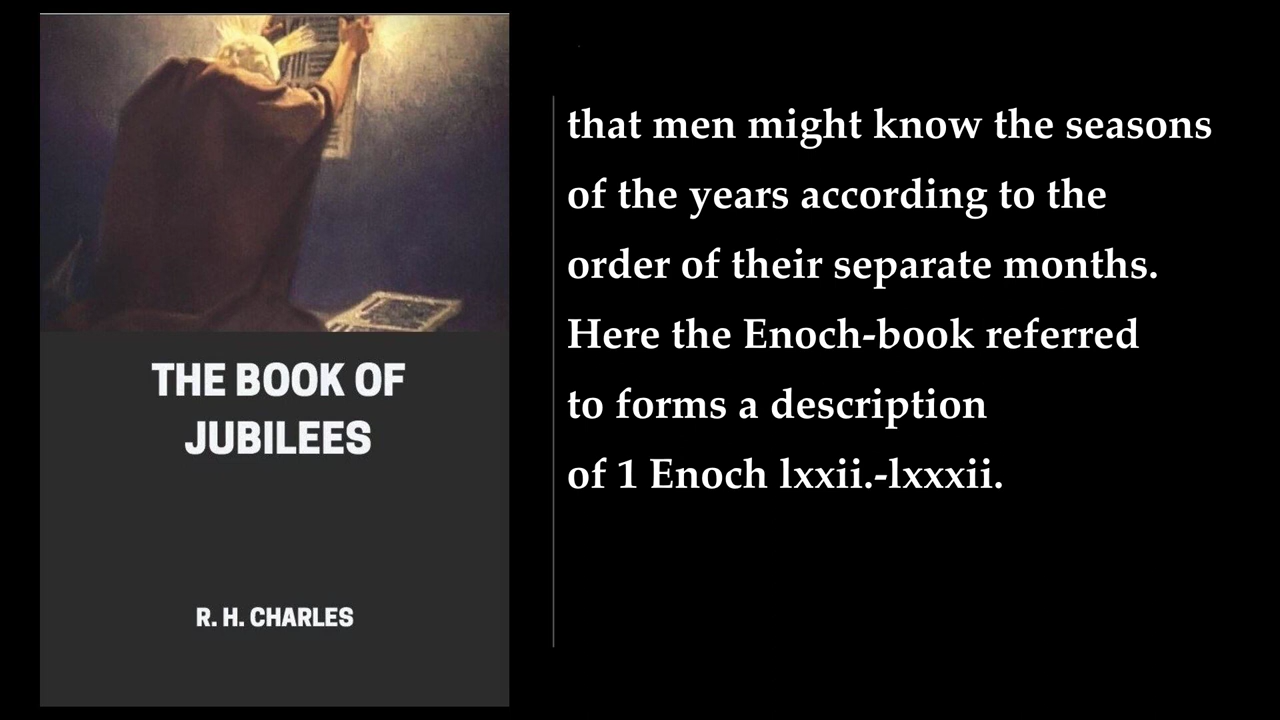 THE BOOK OF
JUBILEES
R. H. CHARLES
that men might know the seasons
of the years according to the
order of their separate months.
Here the Enoch-book referred
to forms a description
of 1 Enoch lxxii.-lxxxii.